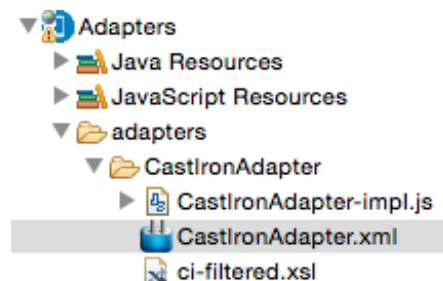 Adapters
Java Resources
JavaScript Resources
adapters
CastIronAdapter
CastIronAdapter-impl.js
CastIronAdapter.xml
ci-filtered.xsl